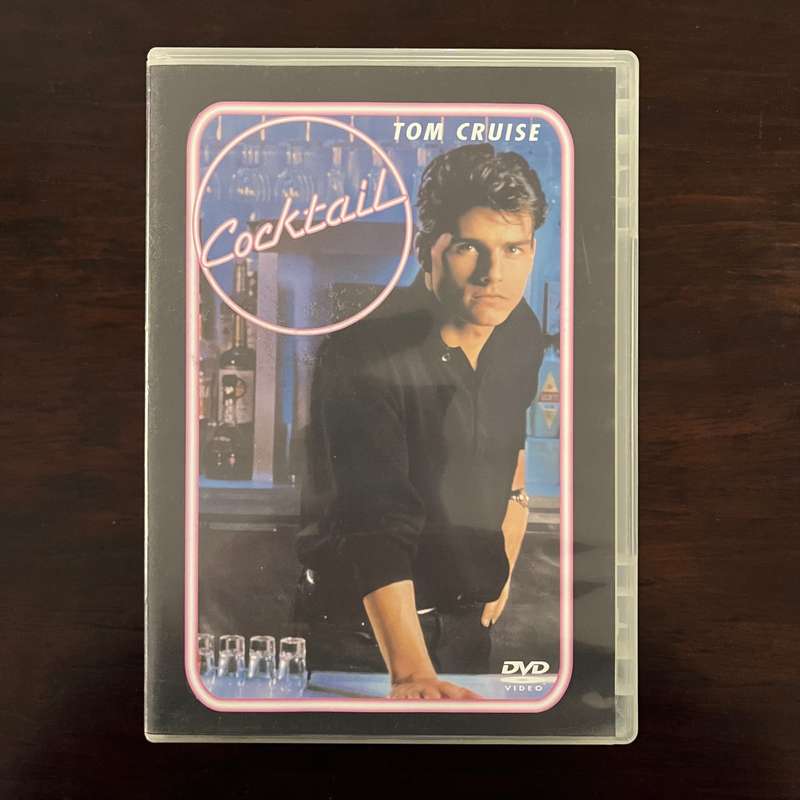 TOM CRUISE
Cocktail
DVD
VIDEO